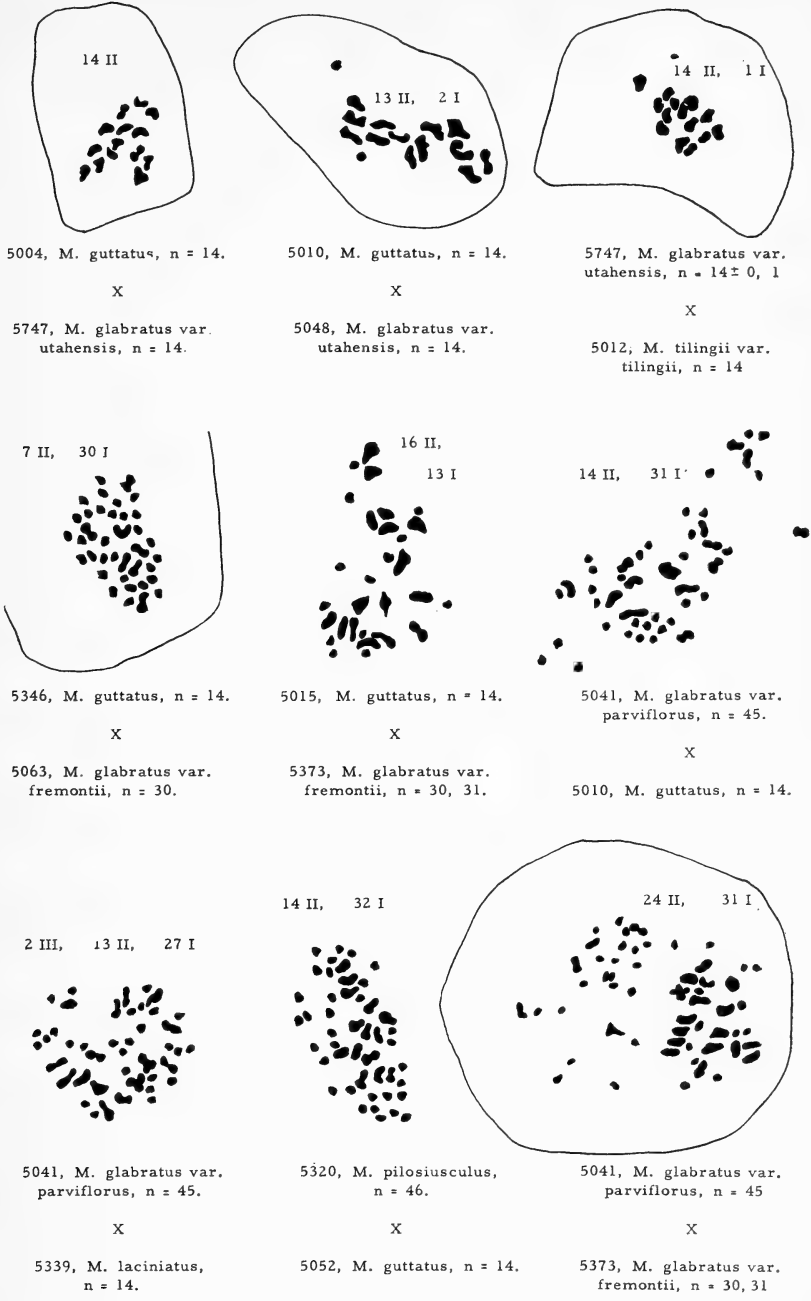 14 II
5004, M. guttatus, n = 14.
X
5747, M. glabratus var.
utahensis, n = 14.
13 II, 2 I
5010, M. guttatus, n = 14.
X
5048, M. glabratus var.
utahensis, n = 14.
14 II, 1 I
5747, M. glabratus var.
utahensis, n = 14± 0, 1
X
5012, M. tilingii var.
tilingii, n = 14
7 II, 30 I
5346, M. guttatus, n = 14.
X
5063, M. glabratus var.
fremontii, n = 30.
16 II,
13 I
5015, M. guttatus, n = 14.
X
5373, M. glabratus var.
fremontii, n = 30, 31.
14 II, 31 I
5041, M. glabratus var.
parviflorus, n = 45.
X
5010, M. guttatus, n = 14.
2 III, 13 II, 27 I
5041, M. glabratus var.
parviflorus, n = 45.
X
5339, M. laciniatus,
n = 14.
14 II, 32 I
5320, M. pilosiusculus,
n = 46.
X
5052, M. guttatus, n = 14.
24 II, 31 I
5041, M. glabratus var.
parviflorus, n = 45
X
5373, M. glabratus var.
fremontii, n = 30, 31